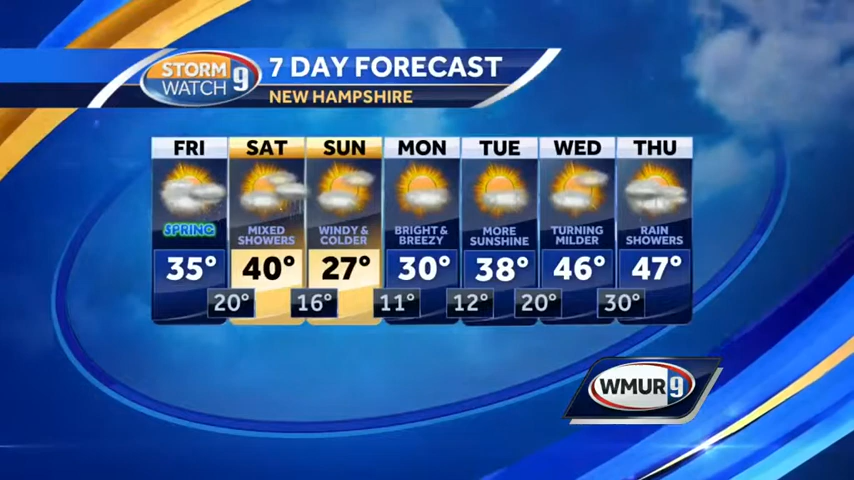 STORM
WATCH 9
7 DAY FORECAST
NEW HAMPSHIRE
FRI SAT SUN MON TUE WED THU
SPRING
MIXED
SHOWERS
WINDY &
COLDER
BRIGHT &
BREEZY
MORE
SUNSHINE
TURNING
MILDER
RAIN
SHOWERS
35° 40° 27° 30° 38° 46° 47°
20° 16° 11° 12° 20° 30°
WMUR 9